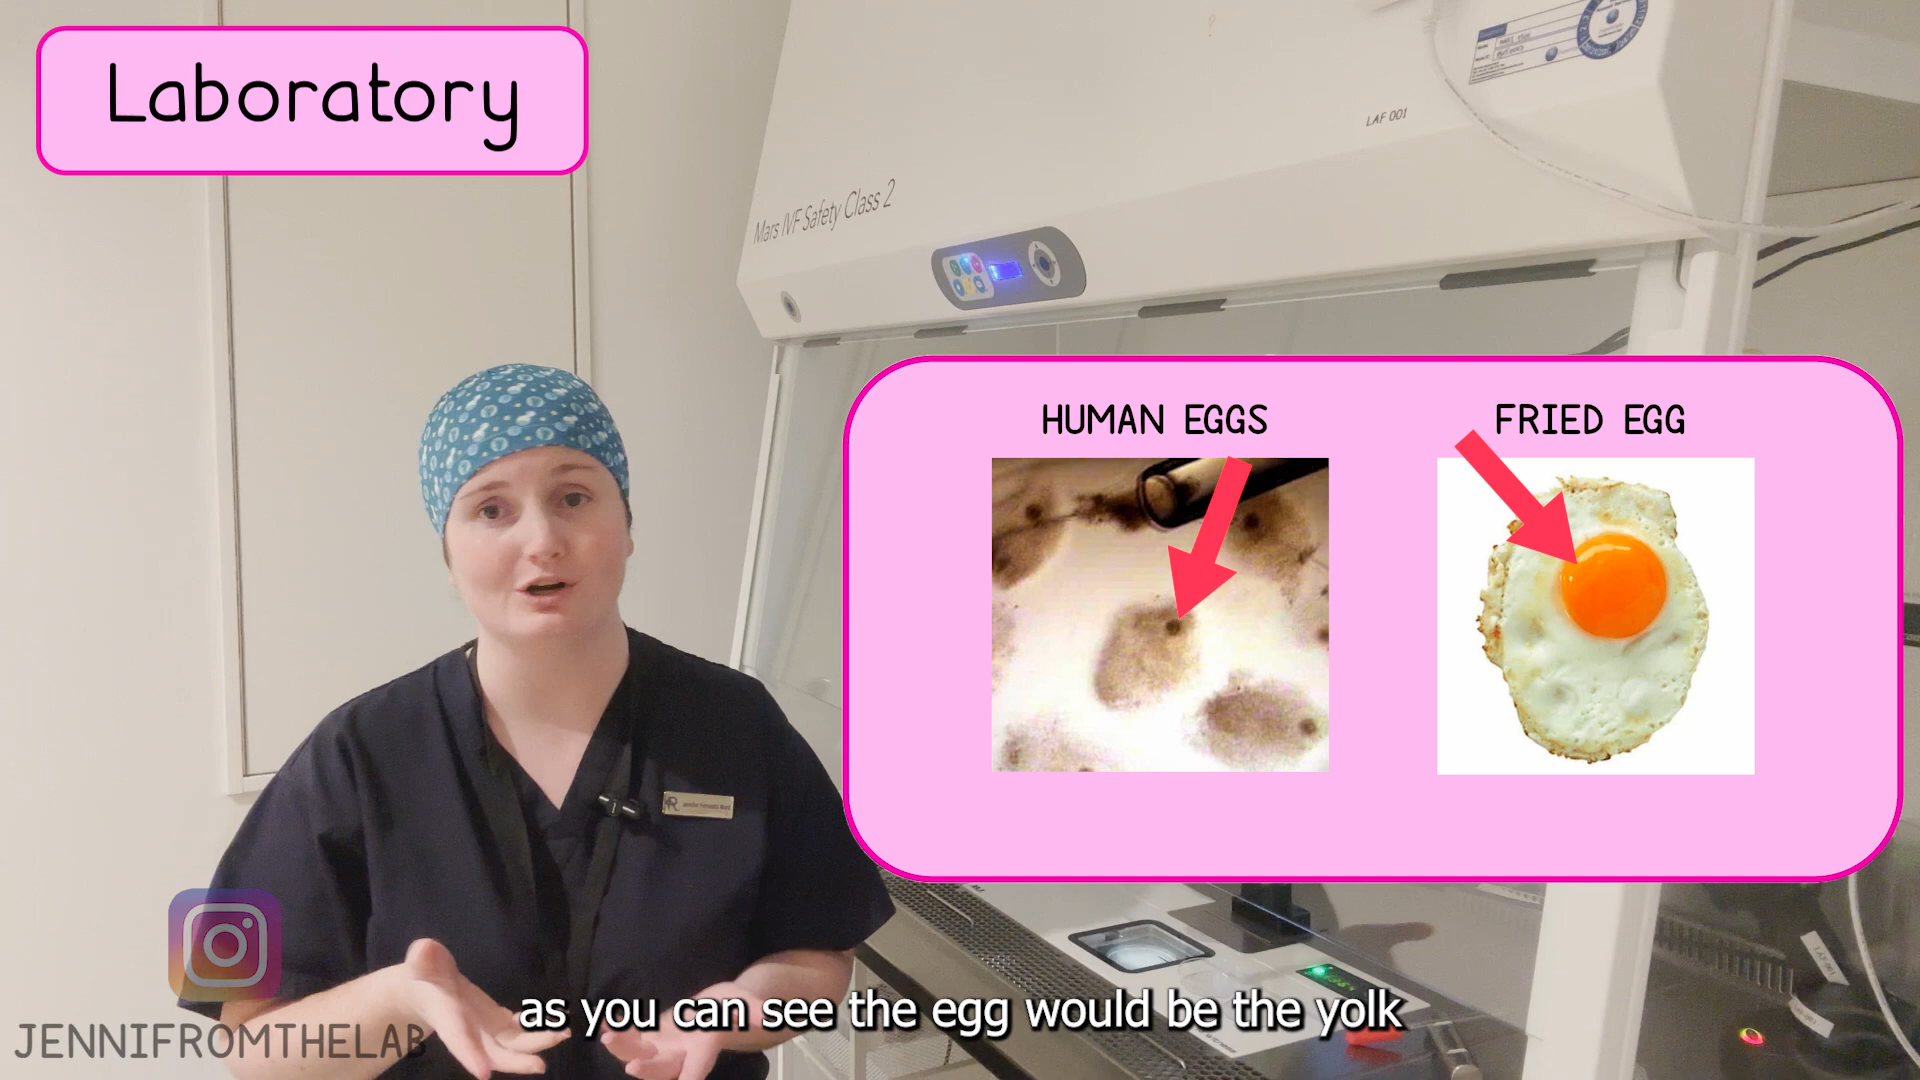 Laboratory
LAF 001
Mars IVF Safety Class 2
HUMAN EGGS
FRIED EGG
as you can see the egg would be the yolk
JENNIFROMTHELAB